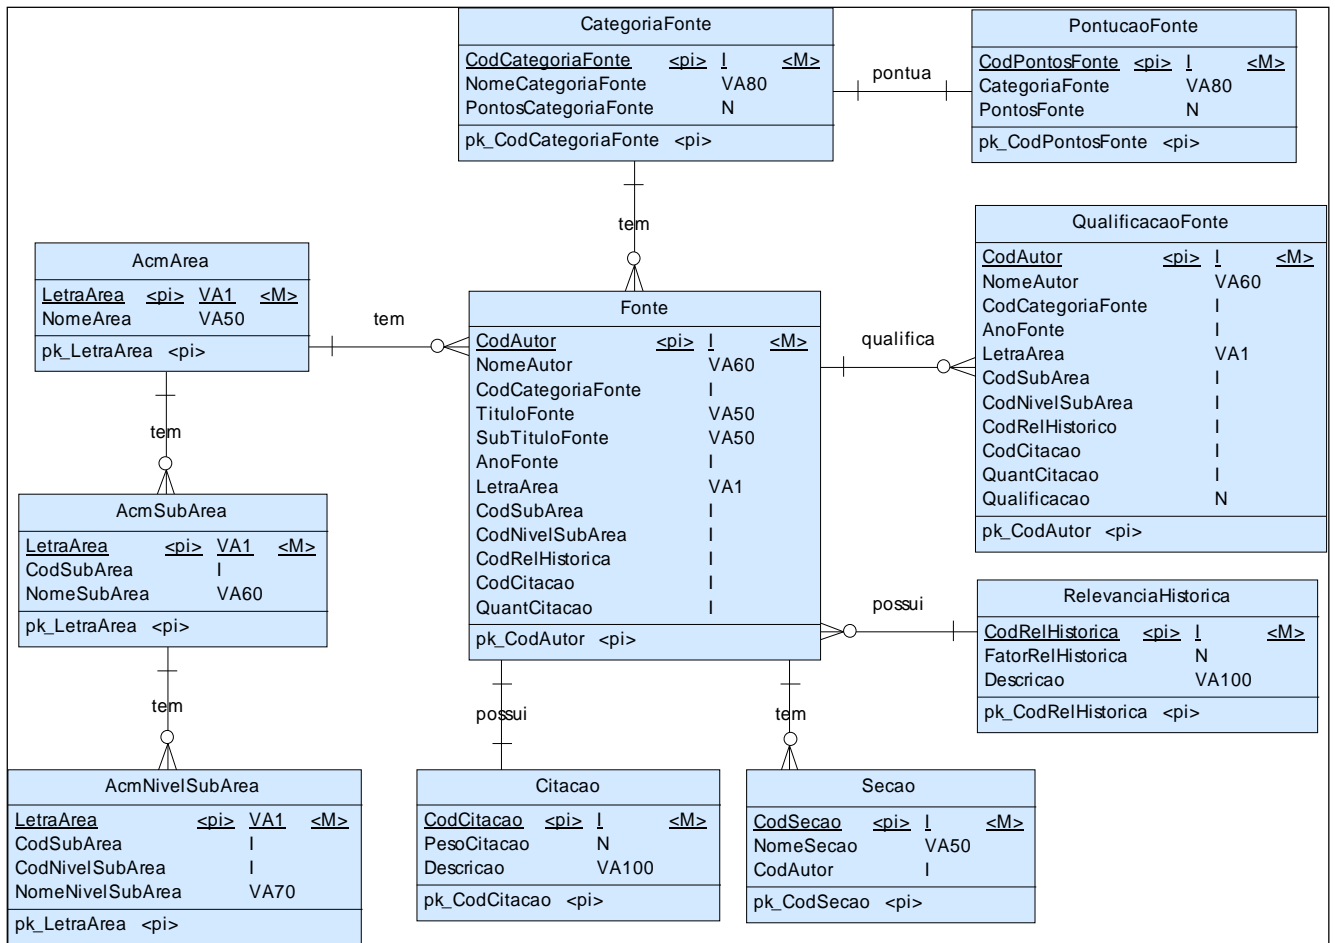 CategoriaFonte
CodCategoriaFonte <pi> I <M>
NomeCategoriaFonte VA80
PontosCategoriaFonte N
pk_CodCategoriaFonte <pi>
pontua
PontucaoFonte
CodPontosFonte <pi> I <M>
CategoriaFonte VA80
PontosFonte N
pk_CodPontosFonte <pi>
tem
AcmArea
LetraArea <pi> VA1 <M>
NomeArea VA50
pk_LetraArea <pi>
tem
Fonte
CodAutor <pi> I <M>
NomeAutor VA60
CodCategoriaFonte I
TituloFonte VA50
SubTituloFonte VA50
AnoFonte I
LetraArea VA1
CodSubArea I
CodNivelSubArea I
CodRelHistorica I
CodCitacao I
QuantCitacao I
pk_CodAutor <pi>
qualifica
QualificacaoFonte
CodAutor <pi> I <M>
NomeAutor VA60
CodCategoriaFonte I
AnoFonte I
LetraArea VA1
CodSubArea I
CodNivelSubArea I
CodRelHistorico I
CodCitacao I
QuantCitacao I
Qualificacao N
pk_CodAutor <pi>
tem
AcmSubArea
LetraArea <pi> VA1 <M>
CodSubArea I
NomeSubArea VA60
pk_LetraArea <pi>
possui
RelevanciaHistorica
CodRelHistorica <pi> I <M>
FatorRelHistorica N
Descricao VA100
pk_CodRelHistorica <pi>
tem
possui
tem
AcmNivelSubArea
LetraArea <pi> VA1 <M>
CodSubArea I
CodNivelSubArea I
NomeNivelSubArea VA70
pk_LetraArea <pi>
Citacao
CodCitacao <pi> I <M>
PesoCitacao N
Descricao VA100
pk_CodCitacao <pi>
Secao
CodSecao <pi> I <M>
NomeSecao VA50
CodAutor I
pk_CodSecao <pi>